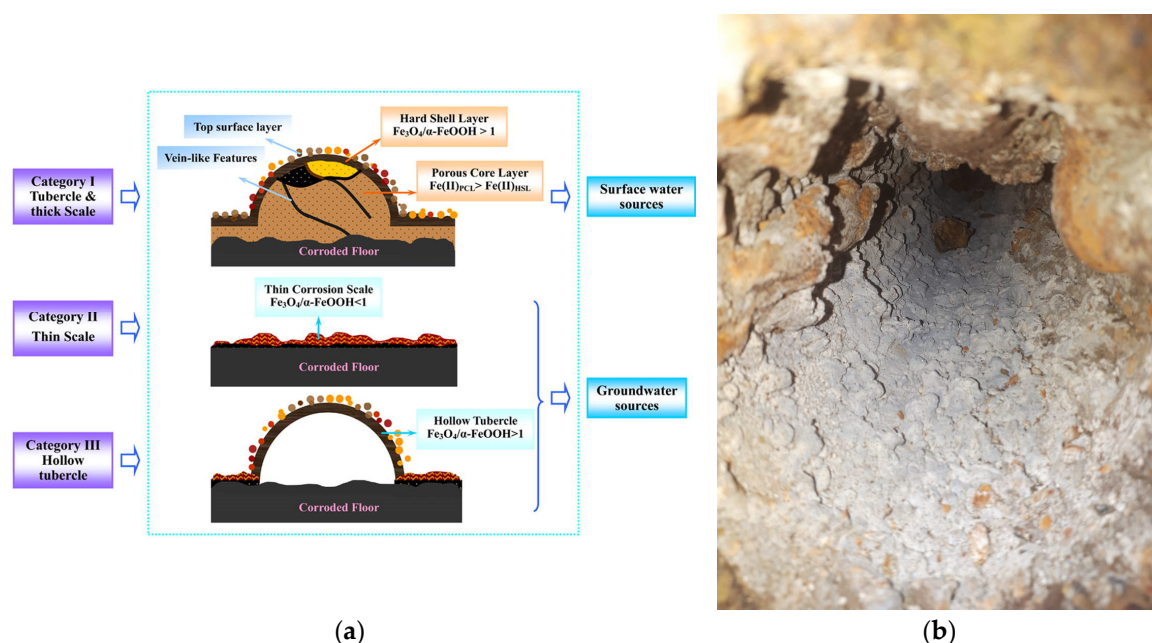 Top surface layer
Vein-like Features
Hard Shell Layer
Fe₃O₄/α-FeOOH > 1
Porous Core Layer
Fe(II)PCL> Fe(II)HSL
Category I
Tubercle &
thick Scale
Surface water
sources
Corroded Floor
Thin Corrosion Scale
Fe₃O₄/α-FeOOH<1
Category II
Thin Scale
Corroded Floor
Groundwater
sources
Hollow Tubercle
Fe₃O₄/α-FeOOH>1
Category III
Hollow
tubercle
Corroded Floor
(a)
(b)